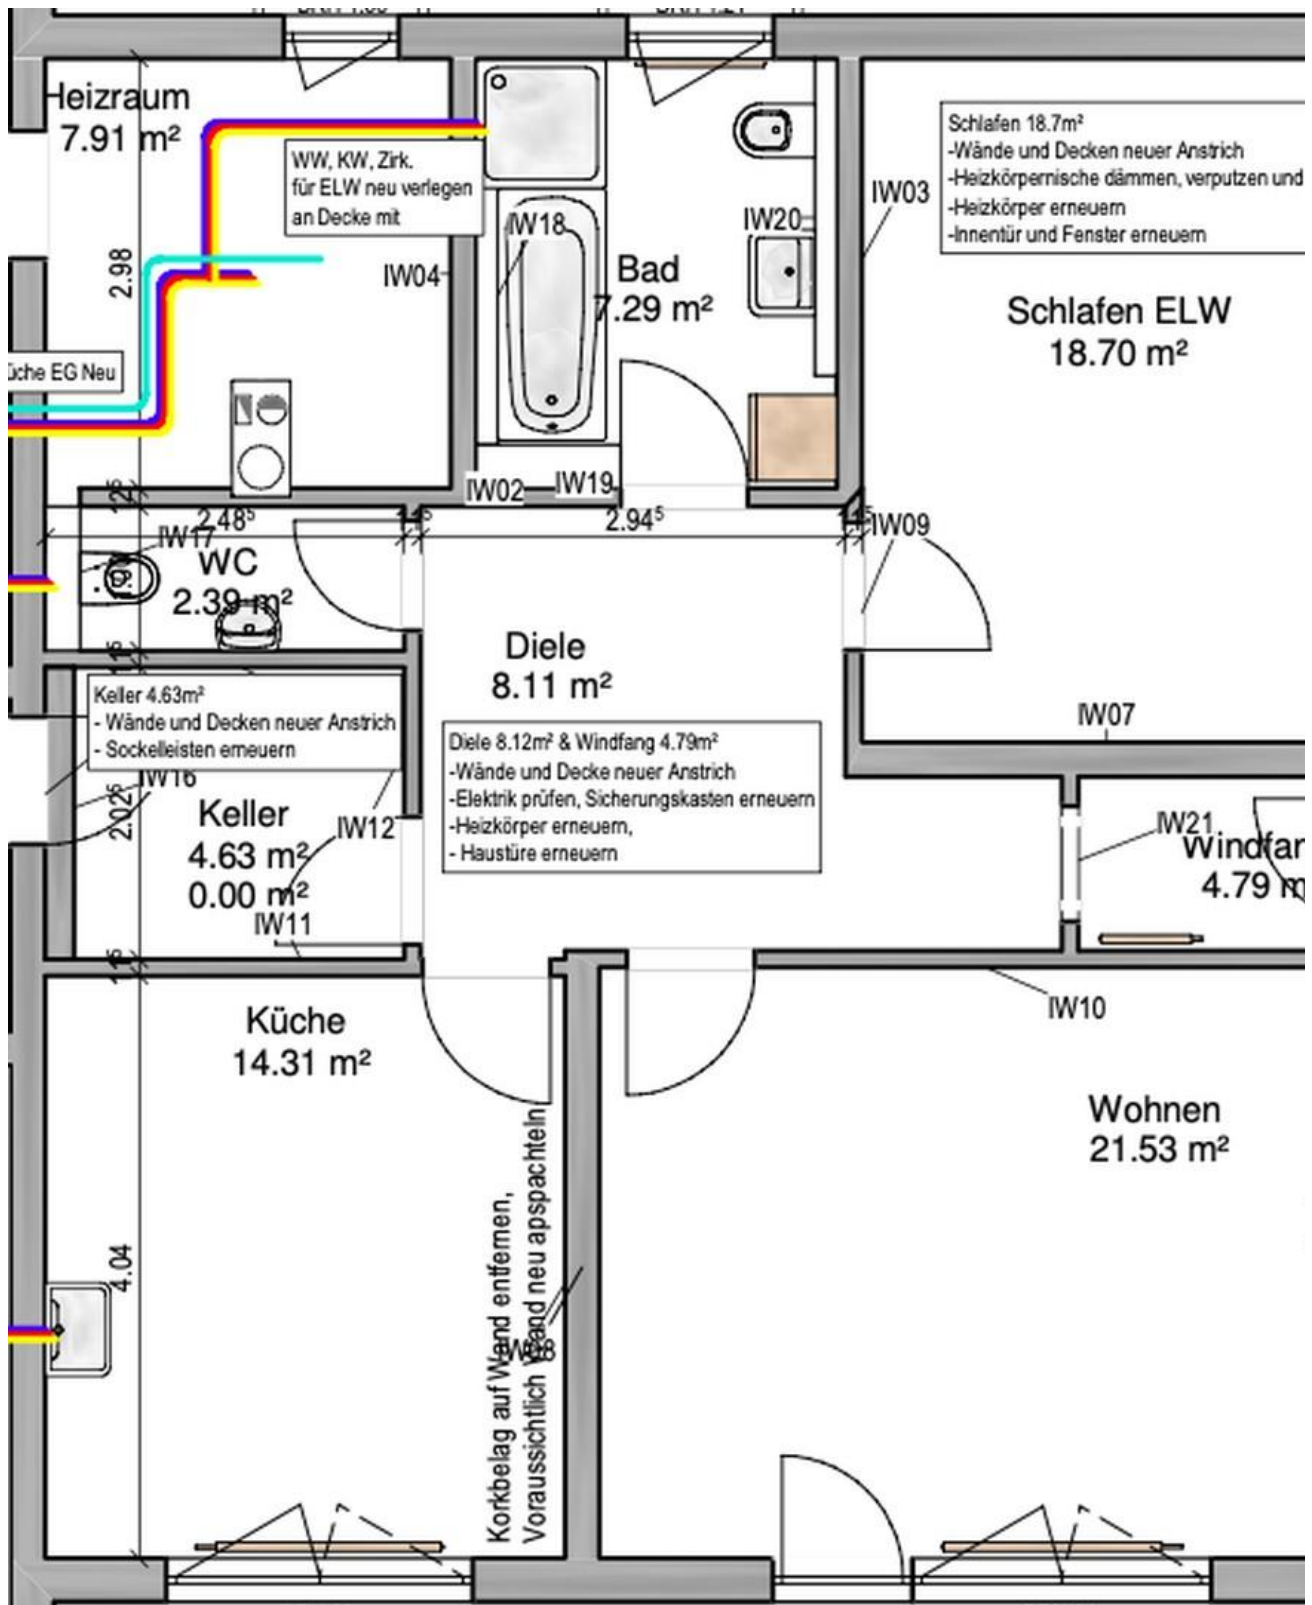 Heizraum
7.91 m²
WW, KW, Zirk.
für ELW neu verlegen
an Decke mit
IW18
IW20
IW03
IW04
Bad
7.29 m²
Schlafen 18.7m²
-Wände und Decken neuer Anstrich
-Heizkörpernische dämmen, verputzen und
-Heizkörper erneuern
-Innentür und Fenster erneuern
Schlafen ELW
18.70 m²
2.98
üche EG Neu
IW02
IW19
2.48⁵
2.94⁵
IW09
IW17
WC
2.39 m²
Diele
8.11 m²
Keller 4.63m²
- Wände und Decken neuer Anstrich
- Sockelleisten erneuern
IW16
IW07
Diele 8.12m² & Windfang 4.79m²
-Wände und Decke neuer Anstrich
-Elektrik prüfen, Sicherungskasten erneuern
-Heizkörper erneuern,
- Haustüre erneuern
2.02⁵
Keller
4.63 m²
0.00 m²
IW12
IW11
IW21
Windfan
4.79 m
IW10
Küche
14.31 m²
Wohnen
21.53 m²
4.04
Korkbelag auf Wand entfernen,
Voraussichtlich Wand neu apspachteln